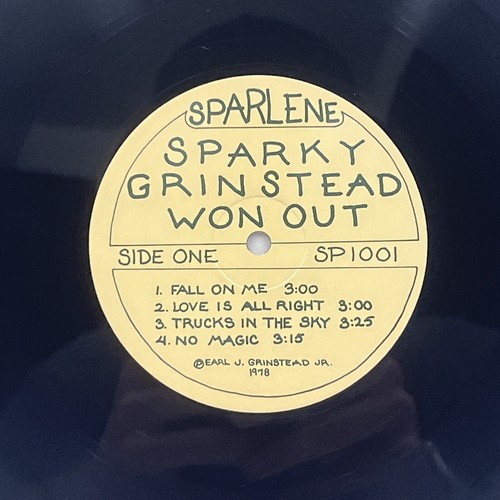 SPARLENE
SPARKY
GRINSTEAD
WON OUT
SIDE ONE SP1001
1. FALL ON ME 3:00
2. LOVE IS ALL RIGHT 3:00
3. TRUCKS IN THE SKY 3:25
4. NO MAGIC 3:15
©EARL J. GRINSTEAD JR.
1978